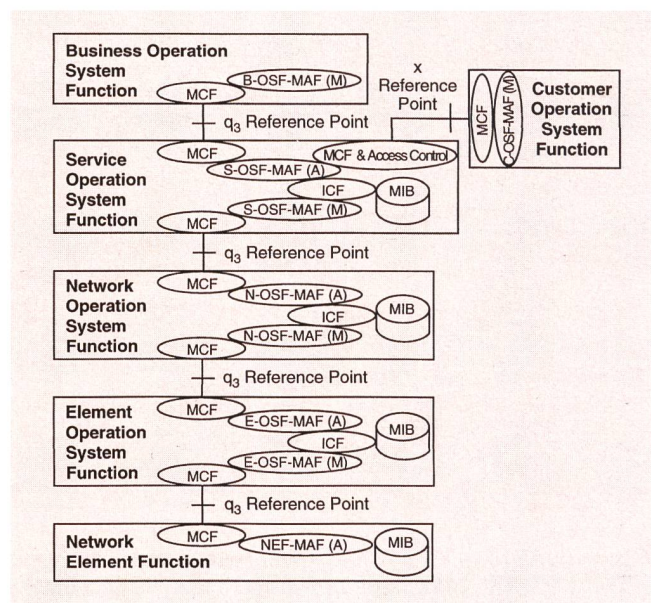 Business Operation
System
Function
B-OSF-MAF (M)
MCF
q3 Reference Point
x
Reference
Point
MCF
C-OSF-MAF (M)
Customer
Operation
System
Function
Service
Operation
System
Function
MCF
MCF & Access Control
S-OSF-MAF (A)
ICF
MIB
S-OSF-MAF (M)
MCF
q3 Reference Point
Network
Operation
System
Function
MCF
N-OSF-MAF (A)
ICF
MIB
N-OSF-MAF (M)
MCF
q3 Reference Point
Element
Operation
System
Function
MCF
E-OSF-MAF (A)
ICF
MIB
E-OSF-MAF (M)
MCF
q3 Reference Point
Network
Element Function
MCF
NEF-MAF (A)
MIB